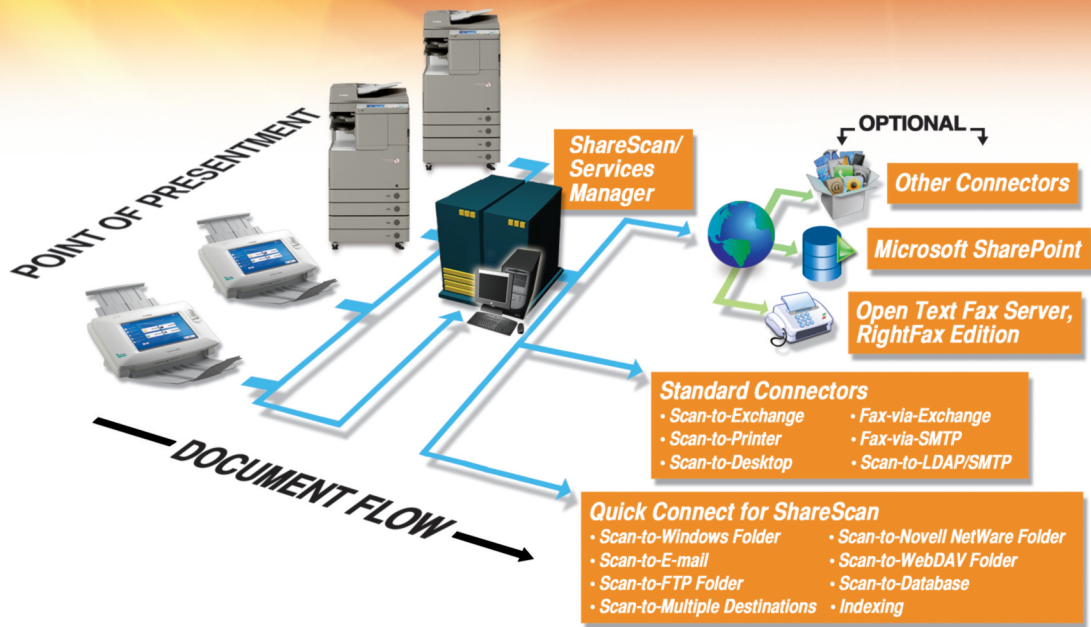 POINT OF PRESENTMENT
DOCUMENT FLOW
ShareScan/
Services
Manager
OPTIONAL
Other Connectors
Microsoft SharePoint
Open Text Fax Server,
RightFax Edition
Standard Connectors
• Scan-to-Exchange
• Scan-to-Printer
• Scan-to-Desktop
• Fax-via-Exchange
• Fax-via-SMTP
• Scan-to-LDAP/SMTP
Quick Connect for ShareScan
• Scan-to-Windows Folder
• Scan-to-E-mail
• Scan-to-FTP Folder
• Scan-to-Multiple Destinations
• Scan-to-Novell NetWare Folder
• Scan-to-WebDAV Folder
• Scan-to-Database
• Indexing